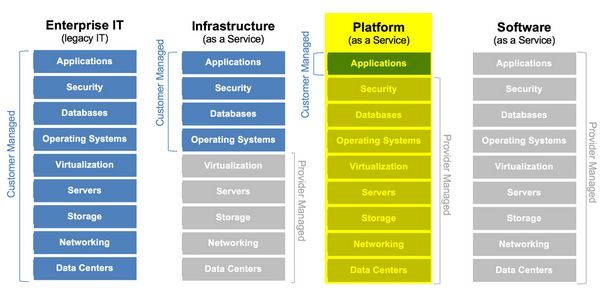 Enterprise IT
(legacy IT)
Customer Managed
Applications
Security
Databases
Operating Systems
Virtualization
Servers
Storage
Networking
Data Centers
Infrastructure
(as a Service)
Customer Managed
Applications
Security
Databases
Operating Systems
Virtualization
Servers
Storage
Networking
Data Centers
Provider Managed
Platform
(as a Service)
Customer Managed
Applications
Security
Databases
Operating Systems
Virtualization
Servers
Storage
Networking
Data Centers
Provider Managed
Software
(as a Service)
Applications
Security
Databases
Operating Systems
Virtualization
Servers
Storage
Networking
Data Centers
Provider Managed